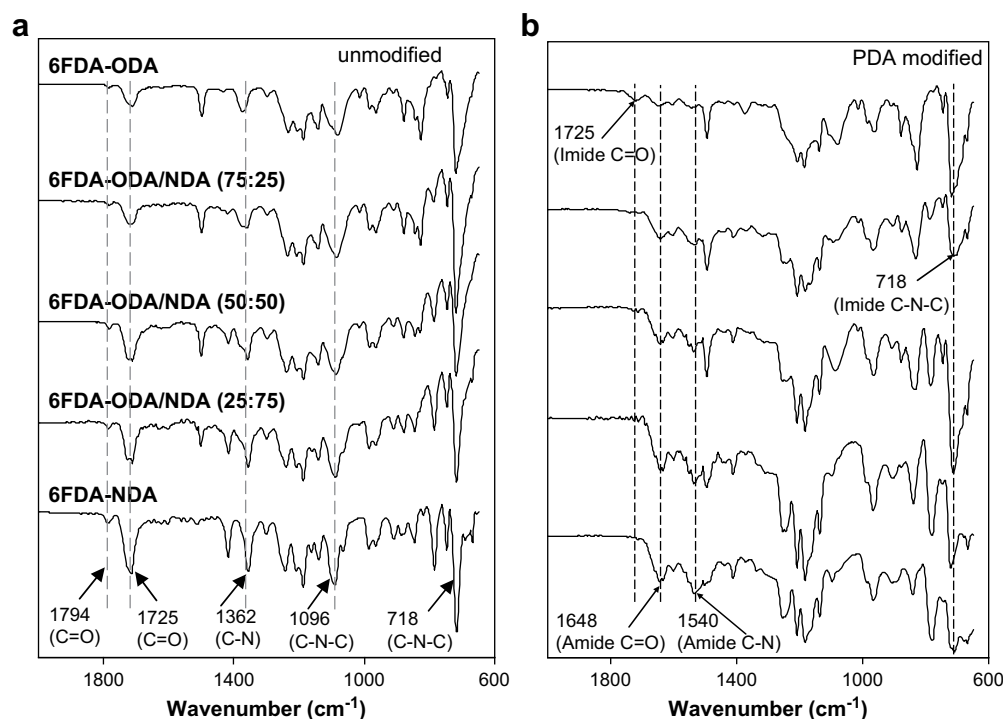 a
unmodified
6FDA-ODA
6FDA-ODA/NDA (75:25)
6FDA-ODA/NDA (50:50)
6FDA-ODA/NDA (25:75)
6FDA-NDA
1794
(C=O)
1725
(C=O)
1362
(C-N)
1096
(C-N-C)
718
(C-N-C)
1800 1400 1000 600
Wavenumber (cm-1)
b
PDA modified
1725
(Imide C=O)
718
(Imide C-N-C)
1648
(Amide C=O)
1540
(Amide C-N)
1800 1400 1000 600
Wavenumber (cm-1)